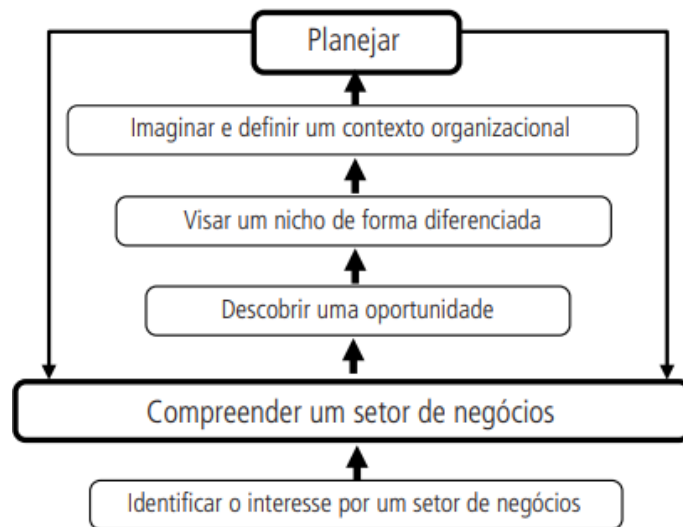 Planejar
Imaginar e definir um contexto organizacional
Visar um nicho de forma diferenciada
Descobrir uma oportunidade
Compreender um setor de negócios
Identificar o interesse por um setor de negócios